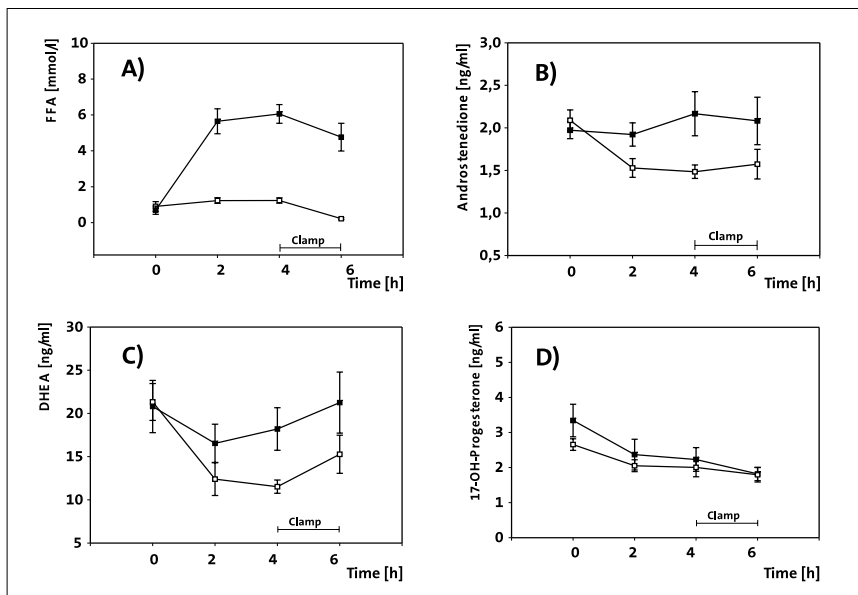 A)
FFA [mmol/l]
10
8
6
4
2
0
Clamp
0 2 4 6
Time [h]
B)
Androstenedione [ng/ml]
3,0
2,5
2,0
1,5
1,0
0,5
Clamp
0 2 4 6
Time [h]
C)
DHEA [ng/ml]
30
25
20
15
10
5
Clamp
0 2 4 6
Time [h]
D)
17-OH-Progesterone [ng/ml]
6
5
4
3
2
1
0
Clamp
0 2 4 6
Time [h]